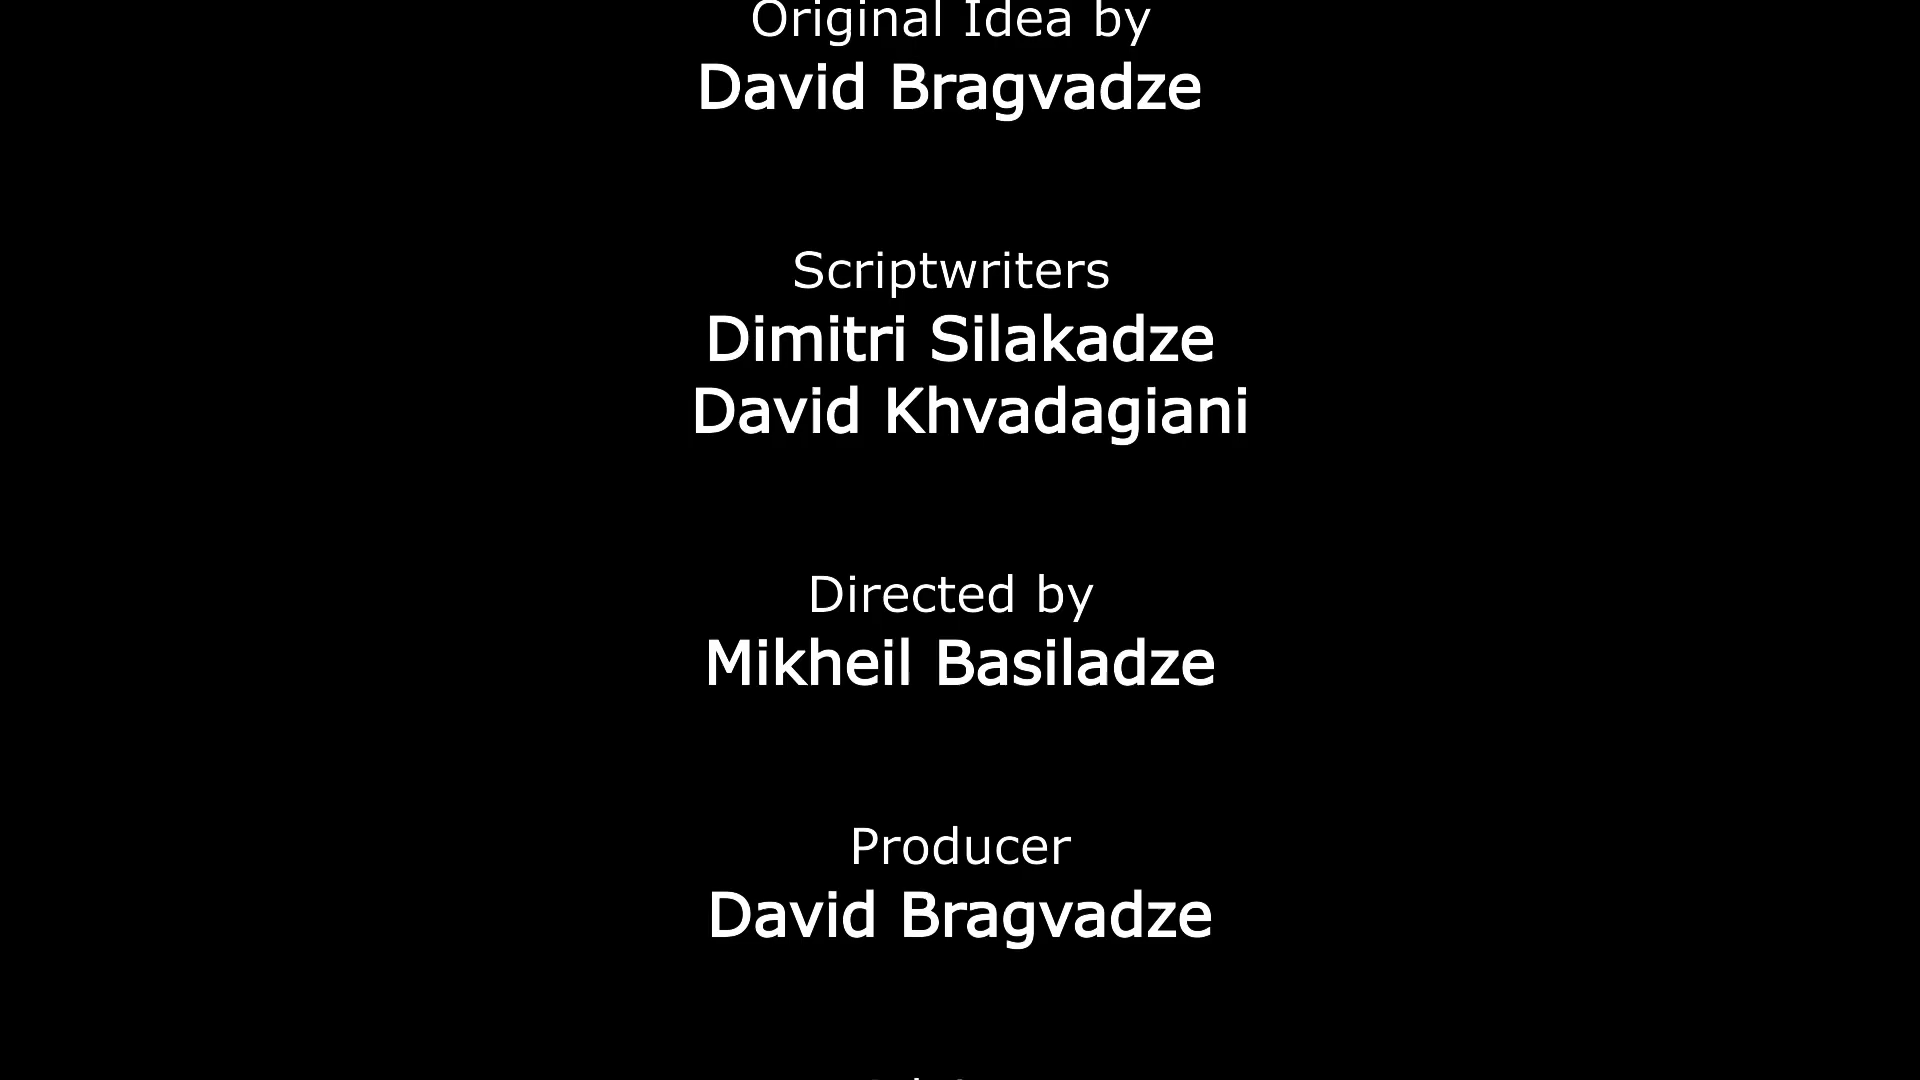 Original Idea by
David Bragvadze
Scriptwriters
Dimitri Silakadze
David Khvadagiani
Directed by
Mikheil Basiladze
Producer
David Bragvadze